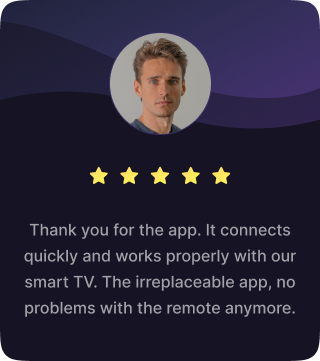 Thank you for the app. It connects
quickly and works properly with our
smart TV. The irreplaceable app, no
problems with the remote anymore.